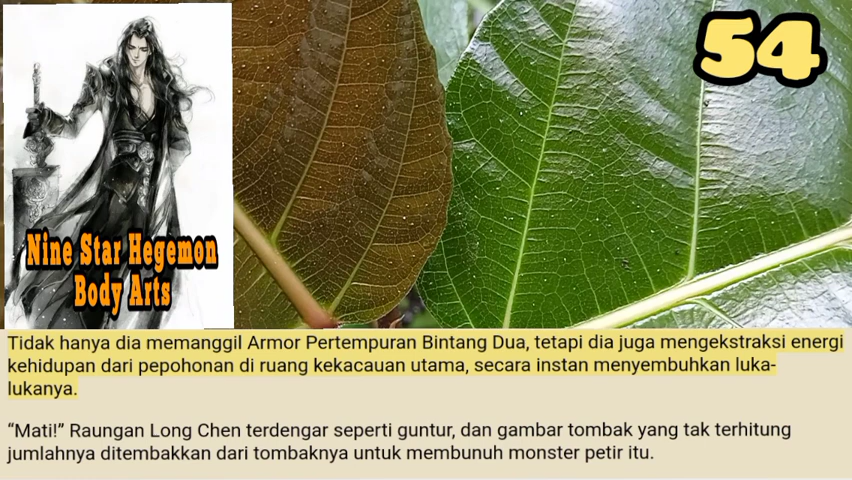 54
Nine Star Hegemon
Body Arts
Tidak hanya dia memanggil Armor Pertempuran Bintang Dua, tetapi dia juga mengekstraksi energi
kehidupan dari pepohonan di ruang kekacauan utama, secara instan menyembuhkan luka-
lukanya.
“Mati!” Raungan Long Chen terdengar seperti guntur, dan gambar tombak yang tak terhitung
jumlahnya ditembakkan dari tombaknya untuk membunuh monster petir itu.